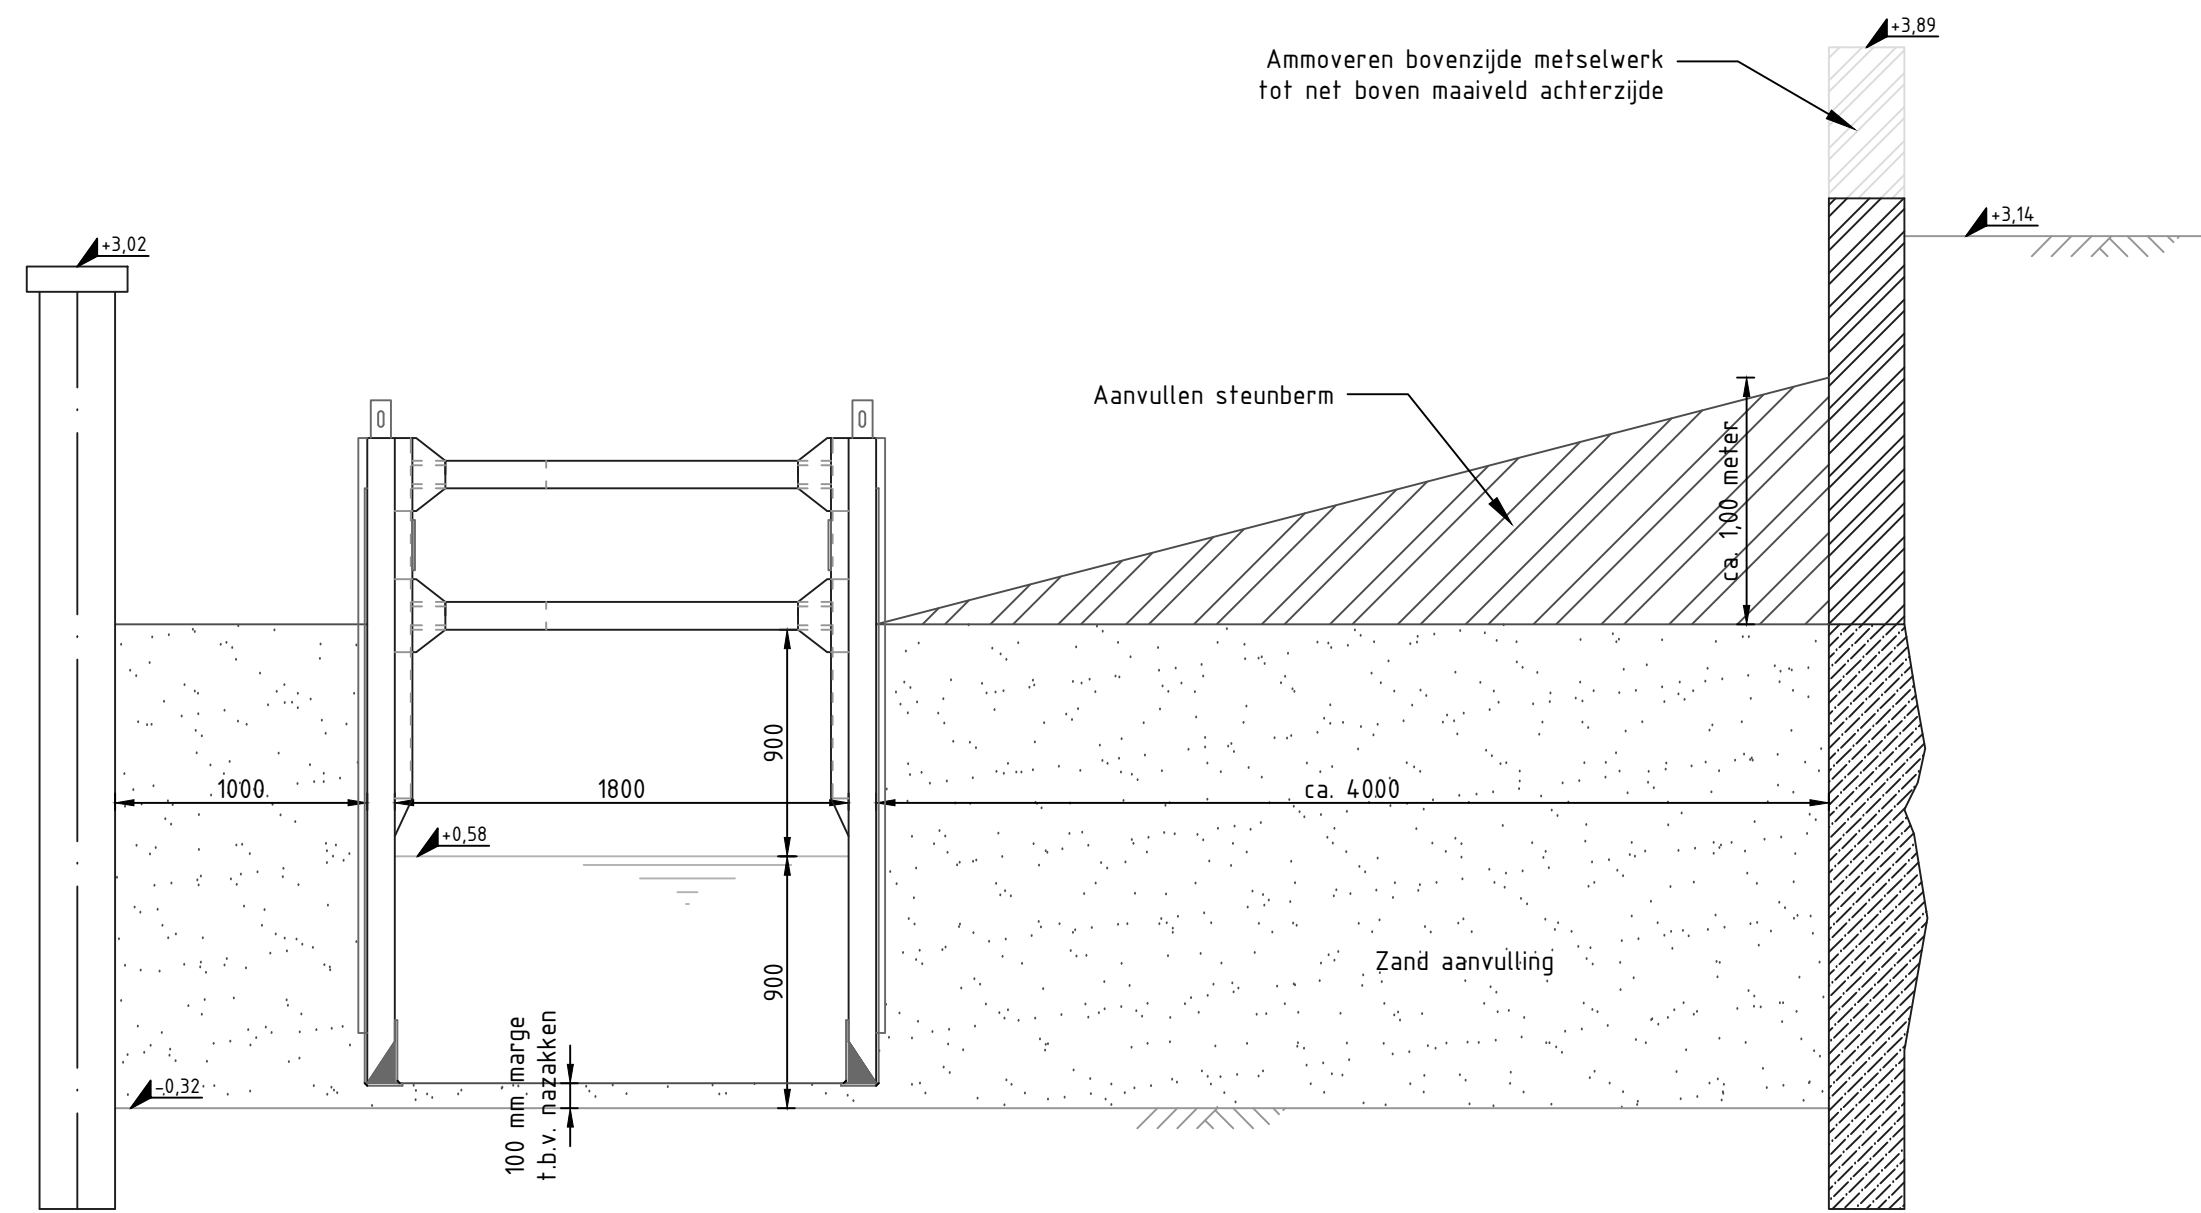 +3,89
Ammoveren bovenzijde metselwerk
tot net boven maaiveld achterzijde
+3,14
+3,02
Aanvullen steunberm
ca. 1,00 meter
900
1000
1800
ca. 4000
+0,58
Zand aanvulling
900
100 mm marge
t.b.v. nazakken
-0,32